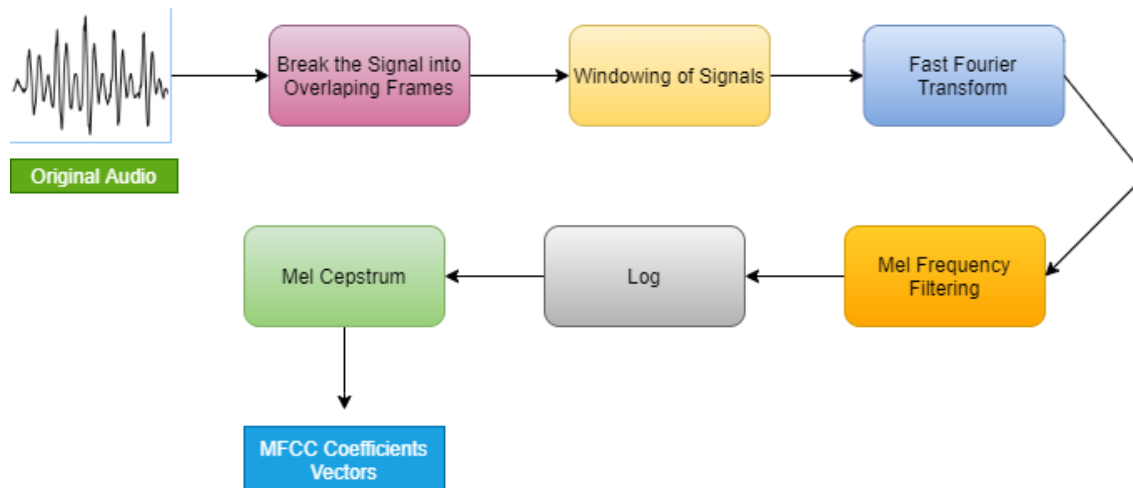 Break the Signal into
Overlaping Frames
Windowing of Signals
Fast Fourier
Transform
Original Audio
Mel Cepstrum
Log
Mel Frequency
Filtering
MFCC Coefficients
Vectors